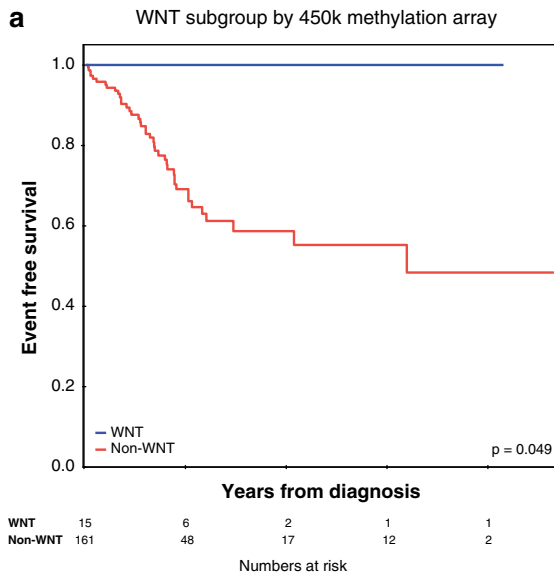 a
WNT subgroup by 450k methylation array
1.0
0.8
0.6
0.4
0.2
0.0
Event free survival
WNT
Non-WNT
p = 0.049
Years from diagnosis
WNT 15 6 2 1 1
Non-WNT 161 48 17 12 2
Numbers at risk